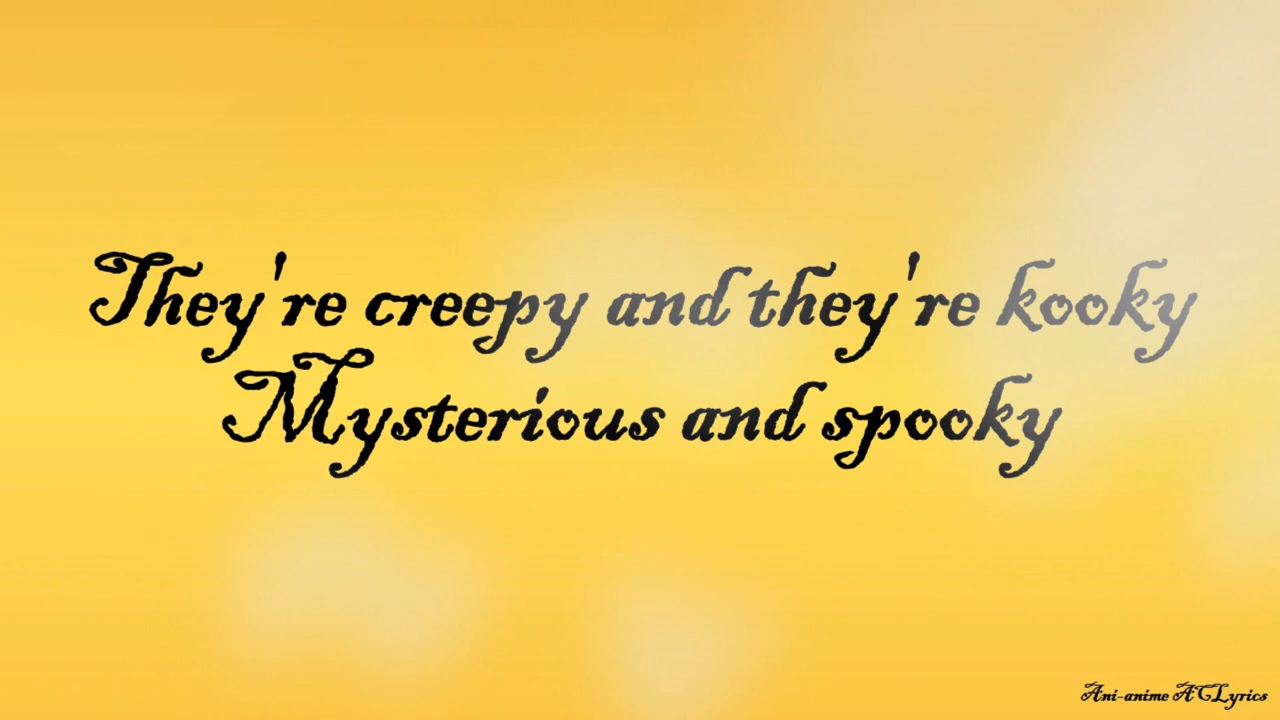 They're creepy and they're kooky
Mysterious and spooky
Ani-anime ACLyrics